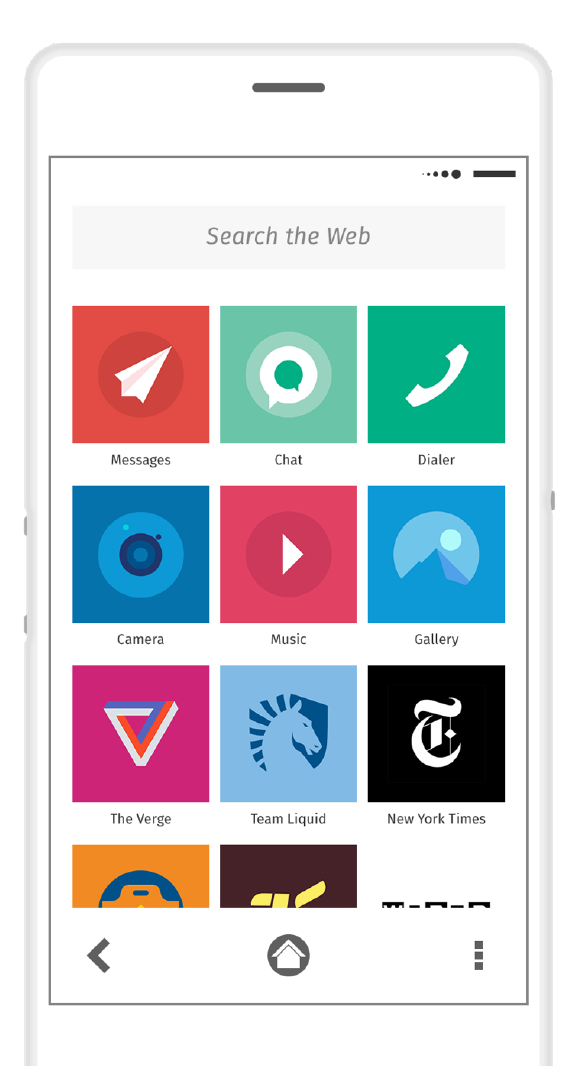 Search the Web
Messages
Chat
Dialer
Camera
Music
Gallery
The Verge
Team Liquid
New York Times